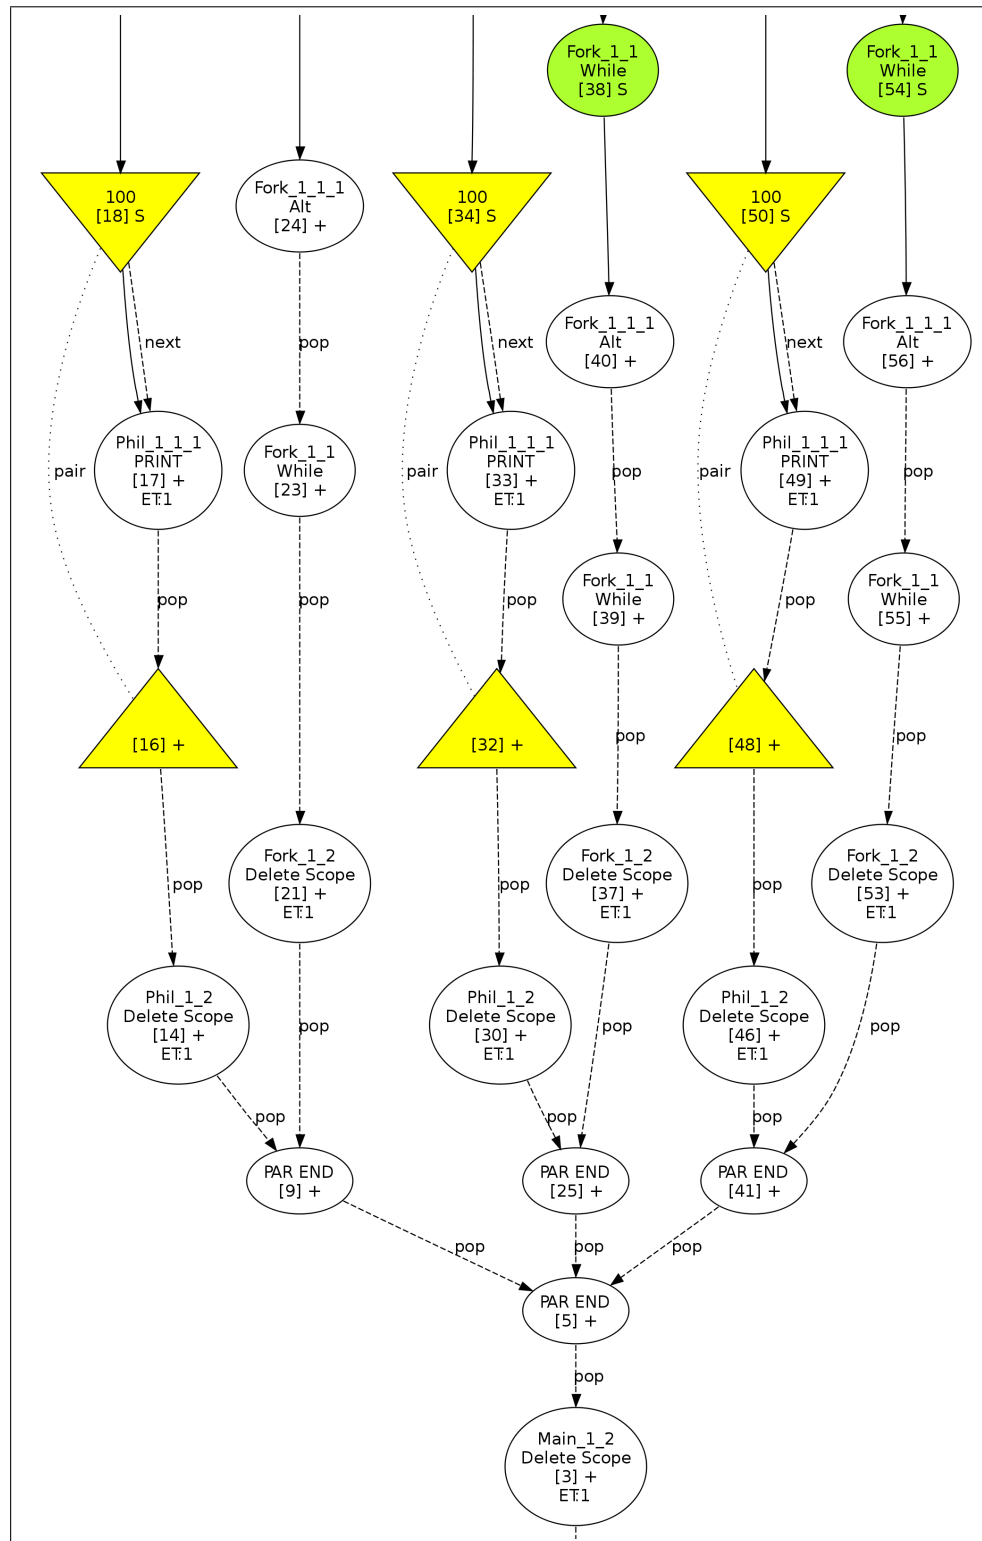 Fork_1_1
While
[38] S
Fork_1_1
While
[54] S
100
[18] S
Fork_1_1_1
Alt
[24] +
100
[34] S
100
[50] S
Fork_1_1_1
Alt
[40] +
Fork_1_1_1
Alt
[56] +
next
pop
next
next
pair
Phil_1_1_1
PRINT
[17] +
ET:1
Fork_1_1
While
[23] +
pair
Phil_1_1_1
PRINT
[33] +
ET:1
pop
pair
Phil_1_1_1
PRINT
[49] +
ET:1
pop
pop
pop
pop
Fork_1_1
While
[39] +
pop
Fork_1_1
While
[55] +
[16] +
[32] +
pop
[48] +
pop
pop
Fork_1_2
Delete Scope
[21] +
ET:1
pop
Fork_1_2
Delete Scope
[37] +
ET:1
pop
Fork_1_2
Delete Scope
[53] +
ET:1
Phil_1_2
Delete Scope
[14] +
ET:1
pop
Phil_1_2
Delete Scope
[30] +
ET:1
pop
Phil_1_2
Delete Scope
[46] +
ET:1
pop
pop
pop
pop
PAR END
[9] +
PAR END
[25] +
PAR END
[41] +
pop
pop
pop
PAR END
[5] +
pop
Main_1_2
Delete Scope
[3] +
ET:1